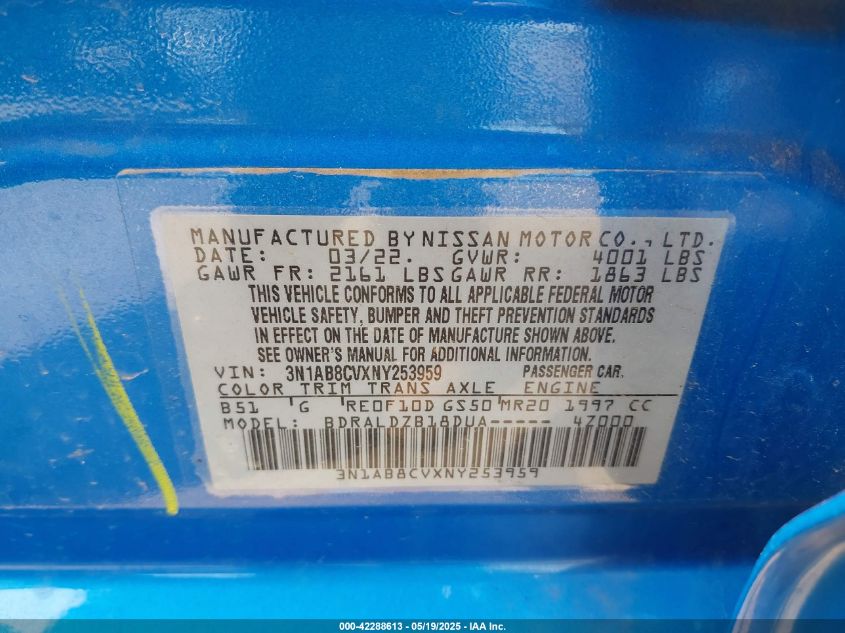 MANUFACTURED BY NISSAN MOTOR CO., LTD.
DATE: 03/22. GVWR: 4001 LBS
GAWR FR: 2161 LBS GAWR RR: 1863 LBS
THIS VEHICLE CONFORMS TO ALL APPLICABLE FEDERAL MOTOR
VEHICLE SAFETY, BUMPER AND THEFT PREVENTION STANDARDS
IN EFFECT ON THE DATE OF MANUFACTURE SHOWN ABOVE.
SEE OWNER'S MANUAL FOR ADDITIONAL INFORMATION.
VIN: 3N1AB8CVXNY253959 PASSENGER CAR.
COLOR TRIM TRANS AXLE ENGINE
B51 'G 'RE0F10D GS50'MR20 1997 CC
MODEL: BDRALDZB18DUA----- 4Z000
3N1AB8CVXNY253959
000-42288613 - 05/19/2025 - IAA Inc.